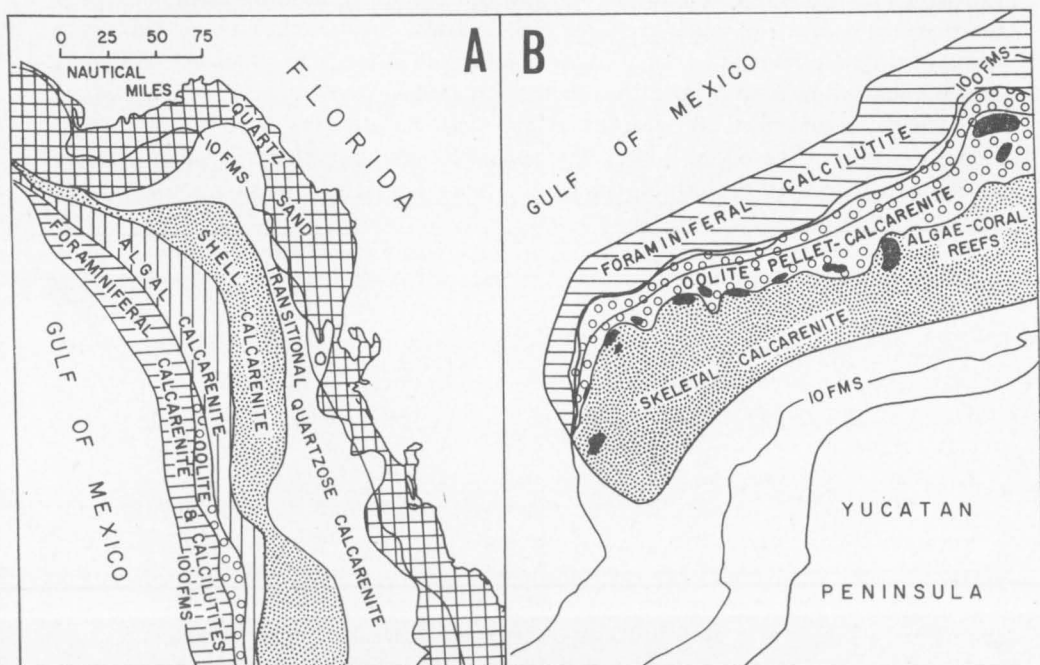 A
0 25 50 75
NAUTICAL
MILES
FLORIDA
QUARTZ
SAND
10 FMS
SHELL
CALCARENITE
TRANSITIONAL QUARTZOSE CALCARENITE
ALGAL
CALCARENITE
OOLITE
FORAMINIFERAL
CALCARENITE &
CALCILUTITES
100 FMS
GULF
OF
MEXICO
B
GULF
OF
MEXICO
100 FMS
FORAMINIFERAL CALCILUTITE
OOLITE - PELLET - CALCARENITE
ALGAE-CORAL
REEFS
SKELETAL CALCARENITE
10 FMS
YUCATAN
PENINSULA